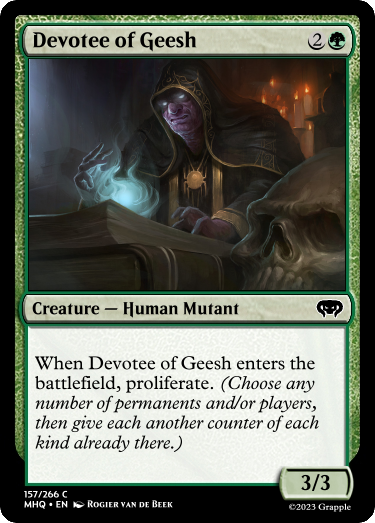 Devotee of Geesh 2
Creature — Human Mutant
When Devotee of Geesh enters the
battlefield, proliferate. (Choose any
number of permanents and/or players,
then give each another counter of each
kind already there.)
3/3
157/266 C
MHQ • EN Rogier van de Beek
©2023 Grapple